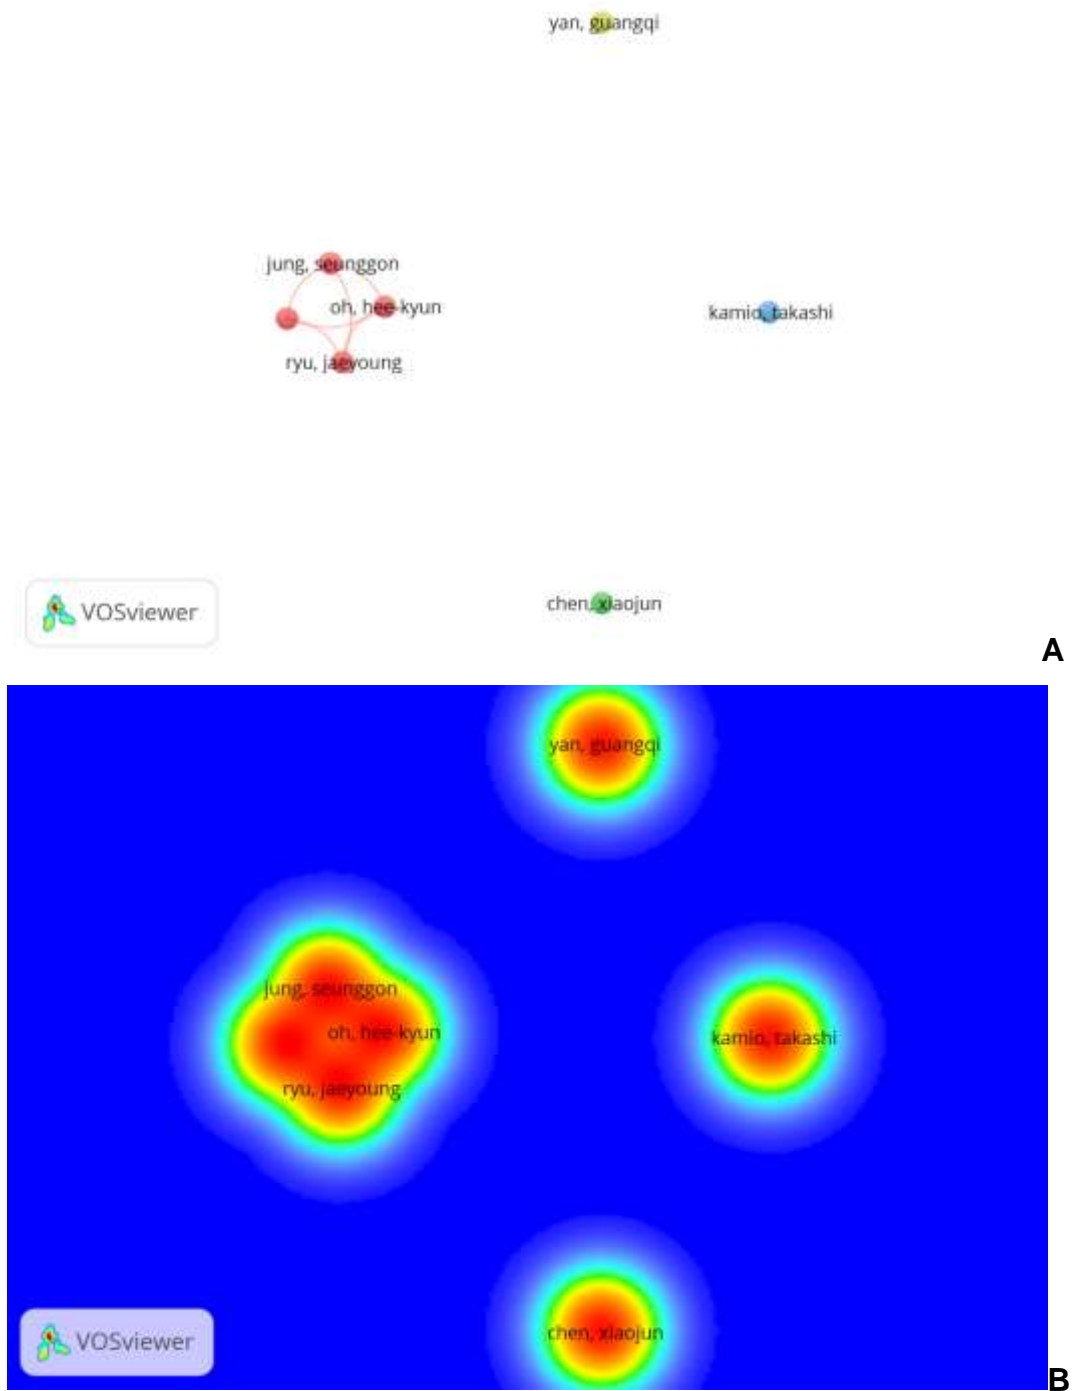 yan, guangqi
jung, seunggon
oh, hee-kyun
kamio, takashi
ryu, jaeyoung
chen, xiaojun
VOSviewer
A
yan, guangqi
jung, seunggon
oh, hee-kyun
kamio, takashi
ryu, jaeyoung
chen, xiaojun
VOSviewer
B